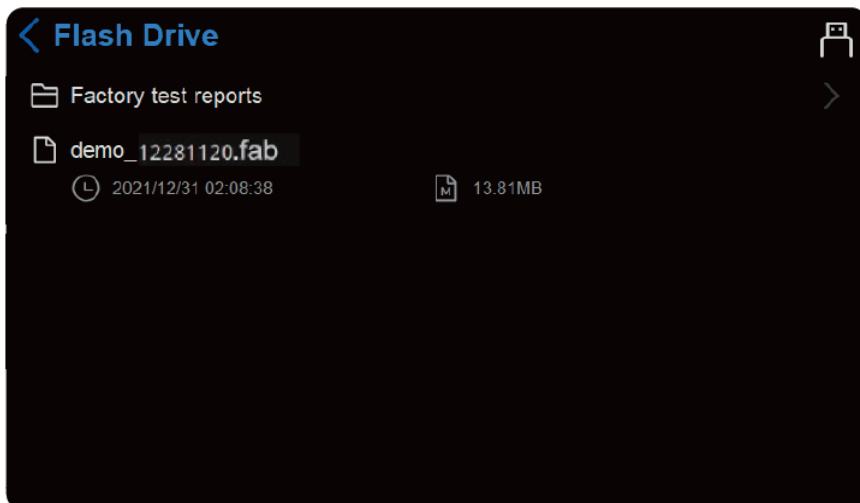 Flash Drive
Factory test reports
demo_12281120.fab
2021/12/31 02:08:38 M 13.81MB